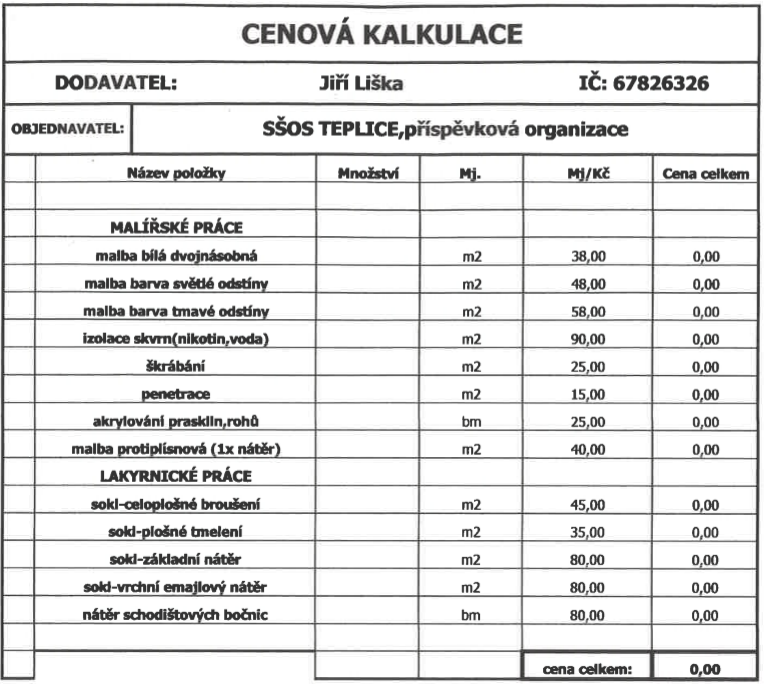 CENOVÁ KALKULACE
DODAVATEL: Jiří Liška IČ: 67826326
OBJEDNAVATEL: SŠOS TEPLICE,příspěvková organizace
Název položky Množství Mj. Mj/Kč Cena celkem
MALÍŘSKÉ PRÁCE
malba bílá dvojnásobná m2 38,00 0,00
malba barva světlé odstíny m2 48,00 0,00
malba barva tmavé odstíny m2 58,00 0,00
izolace skvrn(nikotin,voda) m2 90,00 0,00
škrábání m2 25,00 0,00
penetrace m2 15,00 0,00
akrylování prasklin,rohů bm 25,00 0,00
malba protiplísnová (1x nátěr) m2 40,00 0,00
LAKYRNICKÉ PRÁCE
sokl-celoplošné broušení m2 45,00 0,00
sokl-plošné tmelení m2 35,00 0,00
sokl-základní nátěr m2 80,00 0,00
sokl-vrchní emajlový nátěr m2 80,00 0,00
nátěr schodištových bočnic bm 80,00 0,00
cena celkem: 0,00